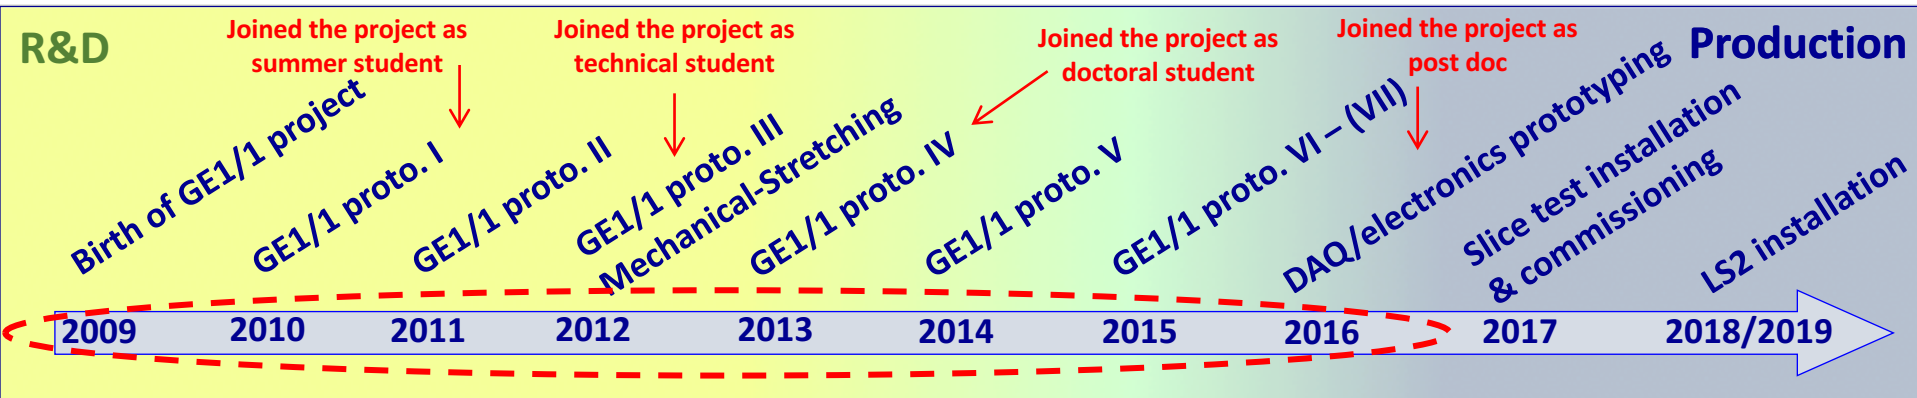 R&D
Joined the project as
summer student
Joined the project as
technical student
Joined the project as
doctoral student
Joined the project as
post doc
Production
Birth of GE1/1 project
GE1/1 proto. I
GE1/1 proto. II
GE1/1 proto. III
Mechanical-Stretching
GE1/1 proto. IV
GE1/1 proto. V
GE1/1 proto. VI – (VII)
DAQ/electronics prototyping
Slice test installation
& commissioning
LS2 installation
2009
2010
2011
2012
2013
2014
2015
2016
2017
2018/2019